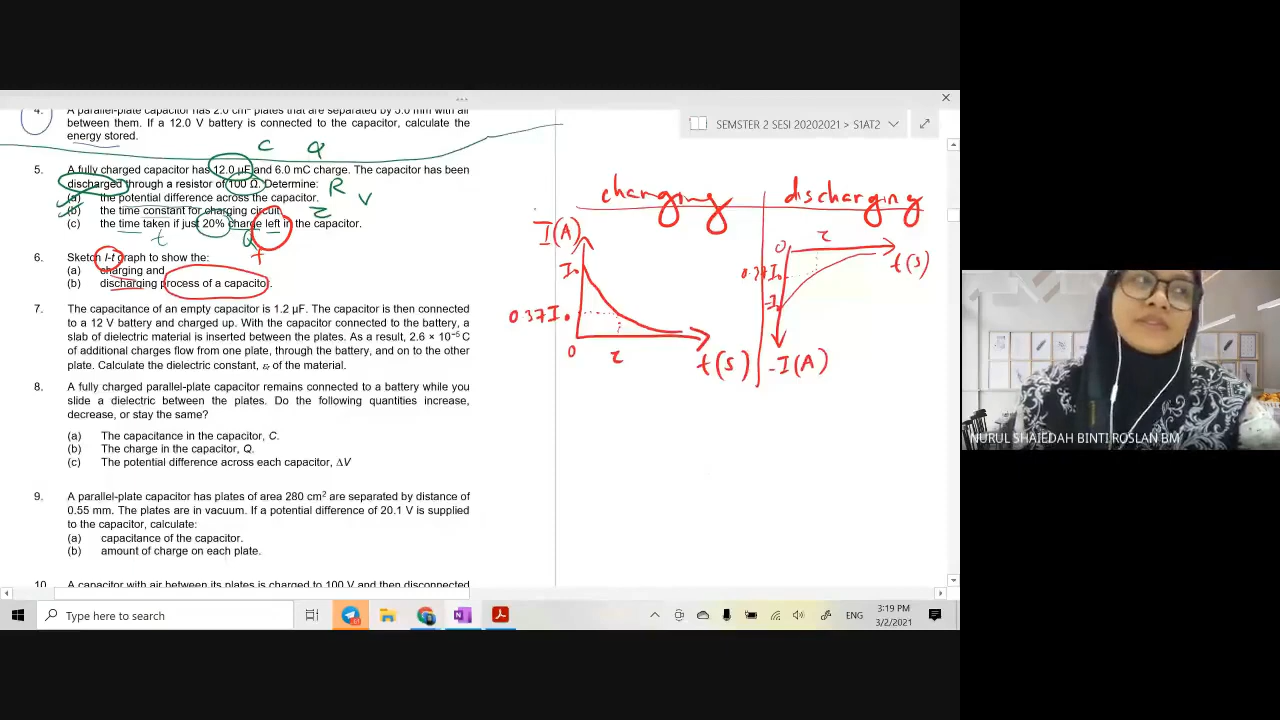 SEMSTER 2 SESI 20202021 > S1AT2
4. A parallel-plate capacitor has 2.0 cm² plates that are separated by 5.0 mm with air
between them. If a 12.0 V battery is connected to the capacitor, calculate the
energy stored.
C Q
5. A fully charged capacitor has 12.0 μF and 6.0 mC charge. The capacitor has been
discharged through a resistor of 100 Ω. Determine: R
(a) the potential difference across the capacitor. V
(b) the time constant for charging circuit. τ
(c) the time taken if just 20% charge left in the capacitor.
t Q
6. Sketch I-t graph to show the:
(a) charging and
(b) discharging process of a capacitor.
7. The capacitance of an empty capacitor is 1.2 μF. The capacitor is then connected
to a 12 V battery and charged up. With the capacitor connected to the battery, a
slab of dielectric material is inserted between the plates. As a result, 2.6 × 10⁻⁵ C
of additional charges flow from one plate, through the battery, and on to the other
plate. Calculate the dielectric constant, εr of the material.
8. A fully charged parallel-plate capacitor remains connected to a battery while you
slide a dielectric between the plates. Do the following quantities increase,
decrease, or stay the same?
(a) The capacitance in the capacitor, C.
(b) The charge in the capacitor, Q.
(c) The potential difference across each capacitor, ΔV
9. A parallel-plate capacitor has plates of area 280 cm² are separated by distance of
0.55 mm. The plates are in vacuum. If a potential difference of 20.1 V is supplied
to the capacitor, calculate:
(a) capacitance of the capacitor.
(b) amount of charge on each plate.
10. A capacitor with air between its plates is charged to 100 V and then disconnected
charging
I(A)
I₀
0.37I₀
0
τ
t(s)
discharging
τ
0
t(s)
0.37I₀
-I₀
-I(A)
NURUL SHAIEDAH BINTI ROSLAN BM
Type here to search
ENG
3:19 PM
3/2/2021